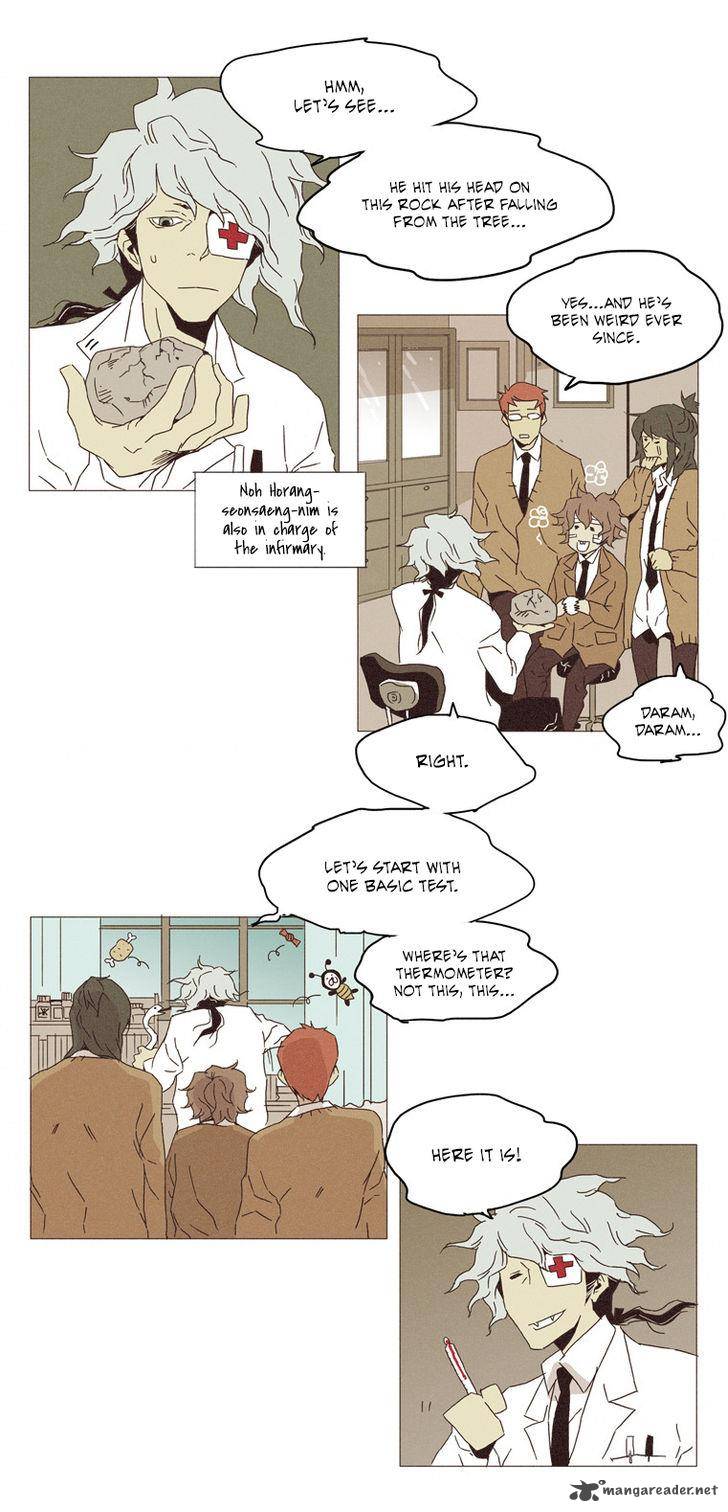 HMM,
LET'S SEE...
HE HIT HIS HEAD ON
THIS ROCK AFTER FALLING
FROM THE TREE...
YES...AND HE'S
BEEN WEIRD EVER
SINCE.
Noh Horang-
seonsaeng-nim is
also in charge of
the infirmary.
DARAM,
DARAM...
RIGHT.
LET'S START WITH
ONE BASIC TEST.
WHERE'S THAT
THERMOMETER?
NOT THIS, THIS...
HERE IT IS!
mangareader.net